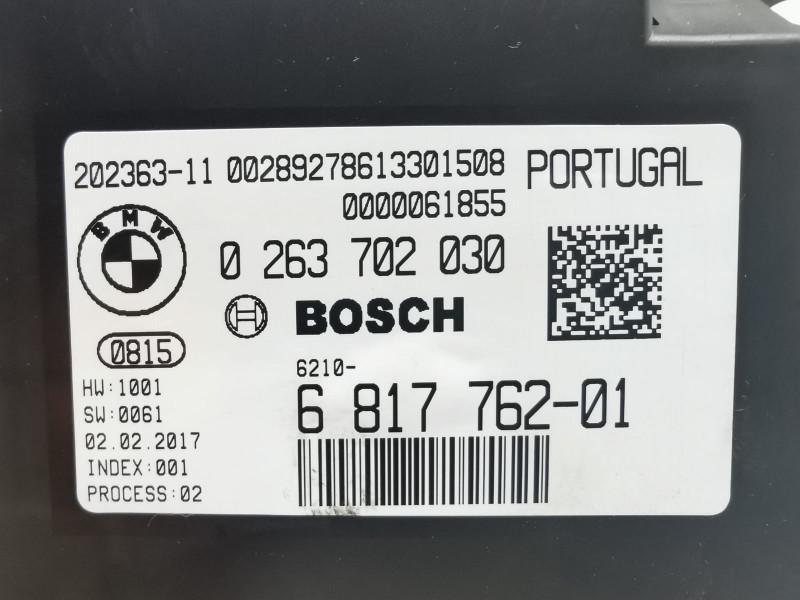 202363-11 00289278613301508 PORTUGAL
0000061855
BMW
0 263 702 030
BOSCH
0815
6210-
HW:1001
6 817 762-01
SW:0061
02.02.2017
INDEX:001
PROCESS:02